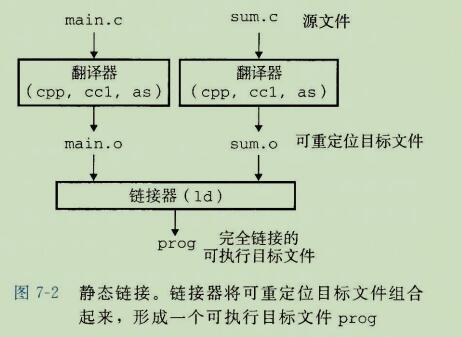 main.c sum.c 源文件
翻译器 翻译器
(cpp, cc1, as) (cpp, cc1, as)
main.o sum.o 可重定位目标文件
链接器(ld)
prog 完全链接的
可执行目标文件
图 7-2 静态链接。链接器将可重定位目标文件组合
起来，形成一个可执行目标文件 prog